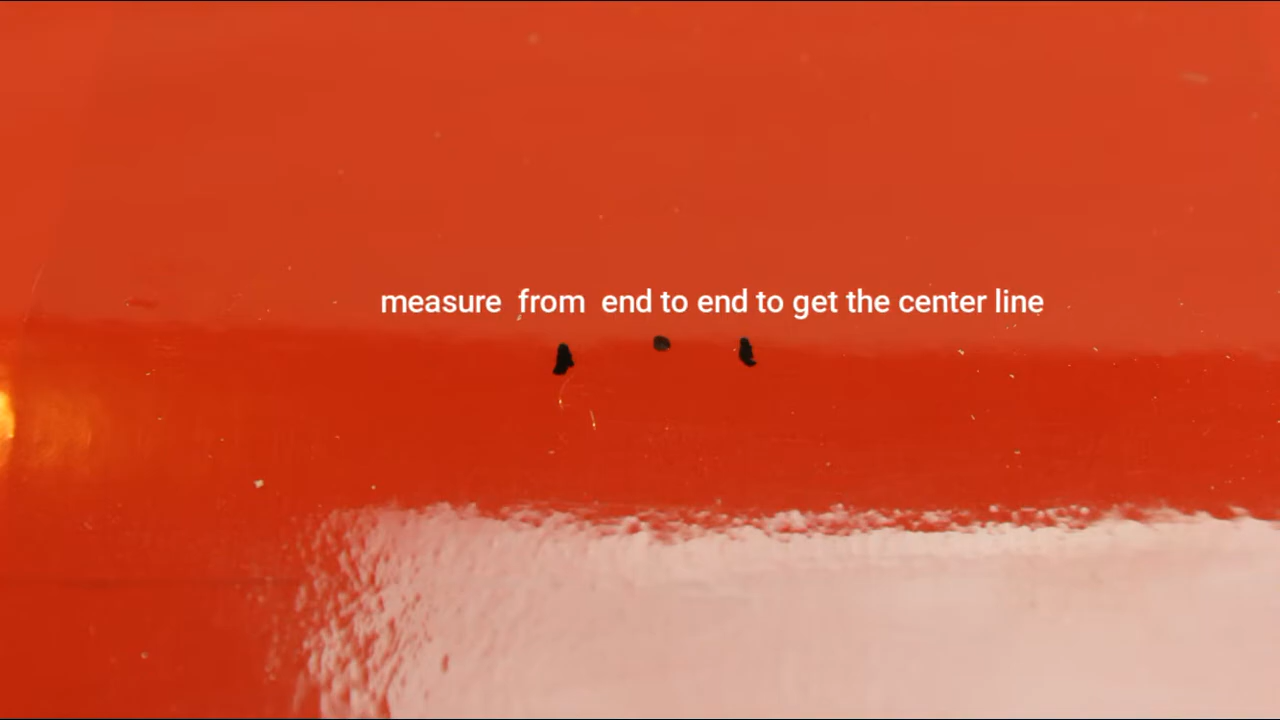 measure from end to end to get the center line